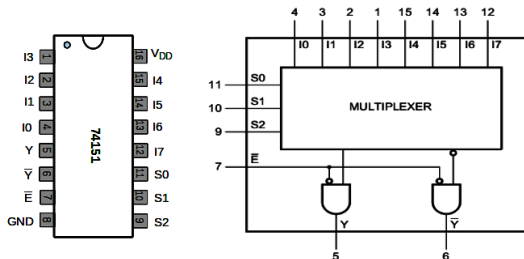 I3 1 16 VDD
I2 2 15 I4
I1 3 14 I5
I0 4 13 I6
Y 5 12 I7
Y̅ 6 11 S0
E̅ 7 10 S1
GND 8 9 S2
74151
4 3 2 1 15 14 13 12
I0 I1 I2 I3 I4 I5 I6 I7
11 S0
10 S1
9 S2
MULTIPLEXER
7 E̅
Y Y̅
5 6